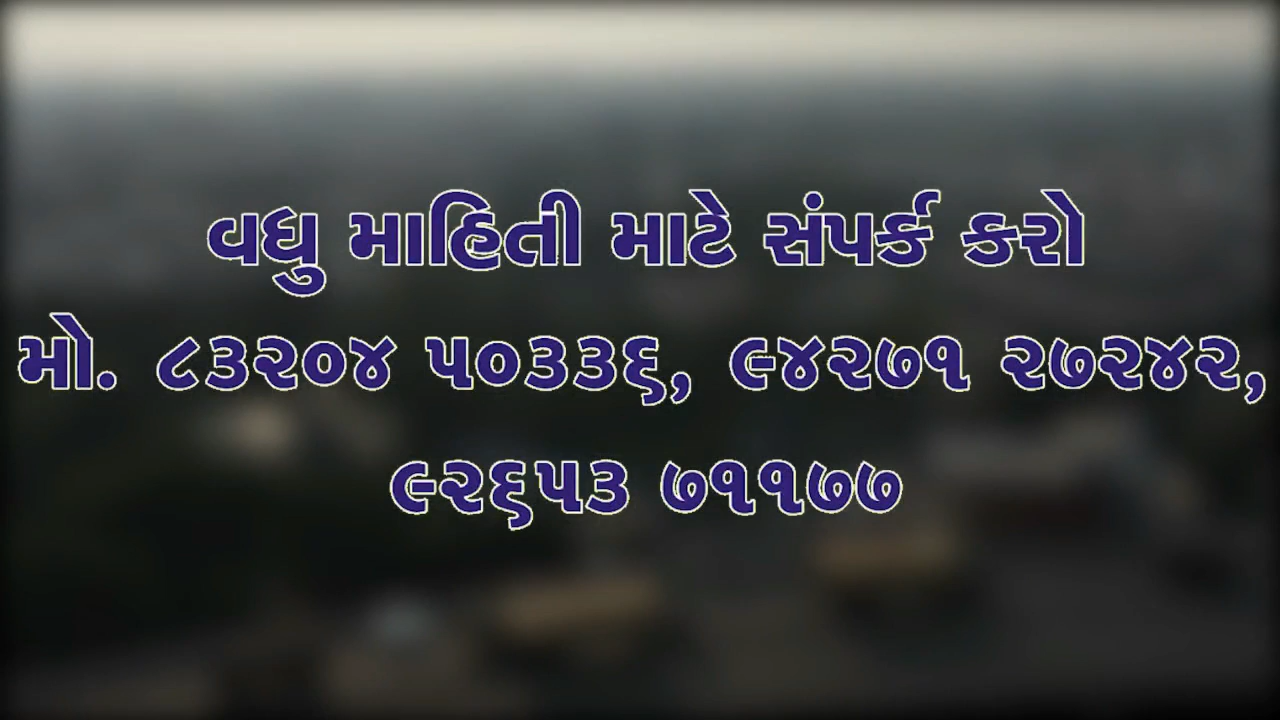 વધુ માહિતી માટે સંપર્ક કરો
મો. ૮૩૨૦૪ ૫૦૩૩૬, ૯૪૨૭૧ ૨૭૨૪૨,
૯૨૬૫૩ ૭૧૧૭૭